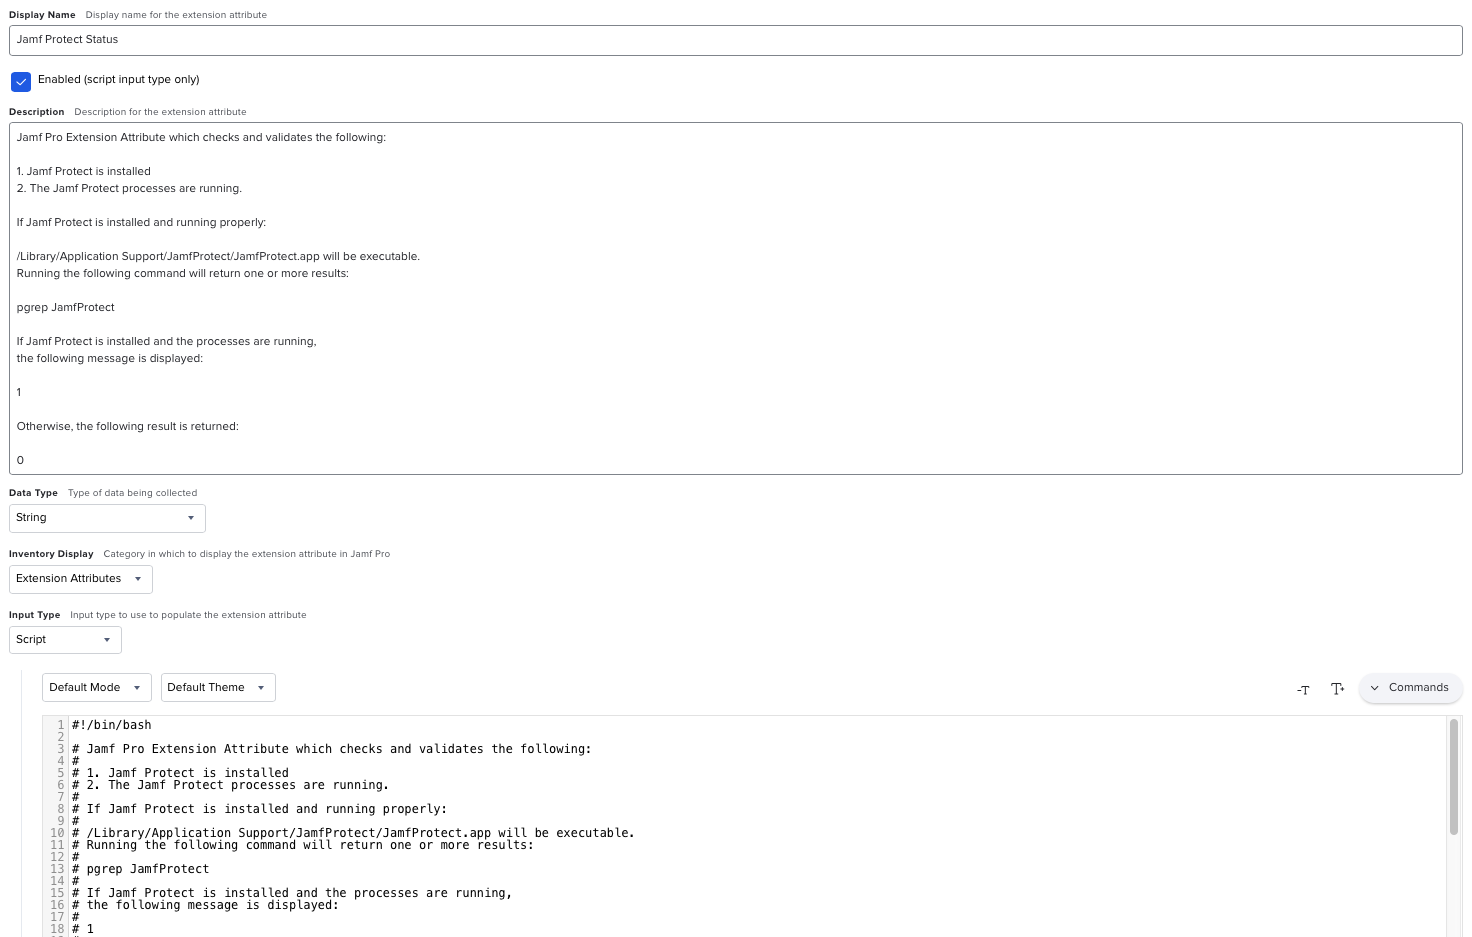 Display Name Display name for the extension attribute
Jamf Protect Status
Enabled (script input type only)
Description Description for the extension attribute
Jamf Pro Extension Attribute which checks and validates the following:
1. Jamf Protect is installed
2. The Jamf Protect processes are running.
If Jamf Protect is installed and running properly:
/Library/Application Support/JamfProtect/JamfProtect.app will be executable.
Running the following command will return one or more results:
pgrep JamfProtect
If Jamf Protect is installed and the processes are running,
the following message is displayed:
1
Otherwise, the following result is returned:
0
Data Type Type of data being collected
String
Inventory Display Category in which to display the extension attribute in Jamf Pro
Extension Attributes
Input Type Input type to use to populate the extension attribute
Script
Default Mode Default Theme -T T+ Commands
1 #!/bin/bash
2
3 # Jamf Pro Extension Attribute which checks and validates the following:
4 #
5 # 1. Jamf Protect is installed
6 # 2. The Jamf Protect processes are running.
7 #
8 # If Jamf Protect is installed and running properly:
9 #
10 # /Library/Application Support/JamfProtect/JamfProtect.app will be executable.
11 # Running the following command will return one or more results:
12 #
13 # pgrep JamfProtect
14 #
15 # If Jamf Protect is installed and the processes are running,
16 # the following message is displayed:
17 #
18 # 1